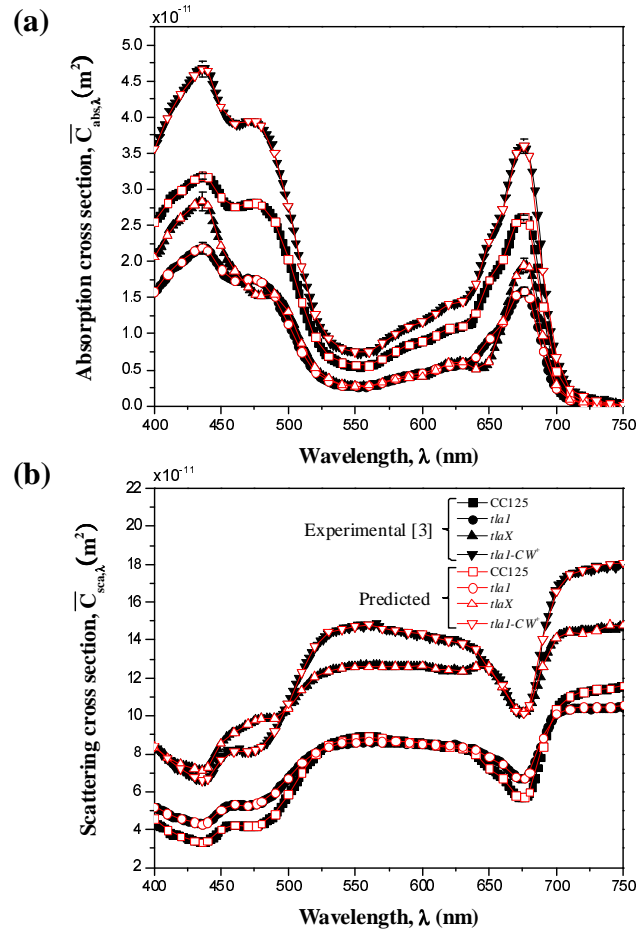 (a)
x10⁻¹¹
Absorption cross section, C̅abs,λ(m²)
5.0
4.5
4.0
3.5
3.0
2.5
2.0
1.5
1.0
0.5
0.0
400 450 500 550 600 650 700 750
Wavelength, λ (nm)
(b)
x10⁻¹¹
Scattering cross section, C̅sca,λ(m²)
22
20
18
16
14
12
10
8
6
4
2
Experimental [3]
CC125
tla1
tlaX
tla1-CW⁺
Predicted
CC125
tla1
tlaX
tla1-CW⁺
400 450 500 550 600 650 700 750
Wavelength, λ (nm)